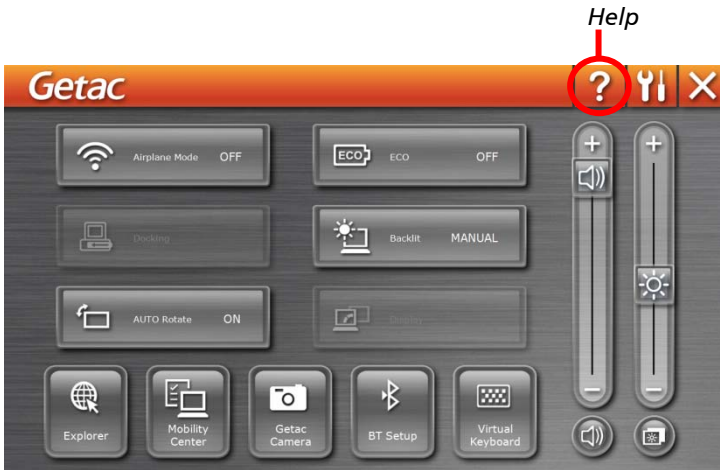 Help
Getac
?
Airplane Mode OFF
ECO ECO OFF
Docking
Backlit MANUAL
AUTO Rotate ON
Display
Explorer
Mobility
Center
Getac
Camera
BT Setup
Virtual
Keyboard